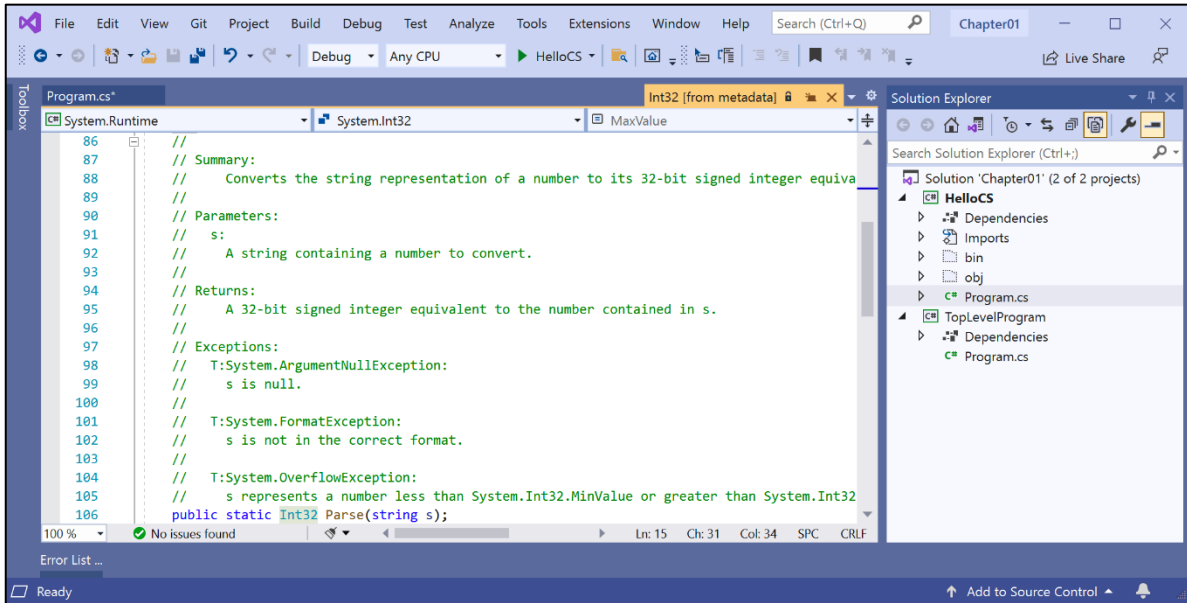 File Edit View Git Project Build Debug Test Analyze Tools Extensions Window Help Search (Ctrl+Q) Chapter01
Debug Any CPU HelloCS Live Share
Toolbox
Program.cs* Int32 [from metadata]
System.Runtime System.Int32 MaxValue
86 //
87 // Summary:
88 // Converts the string representation of a number to its 32-bit signed integer equiva
89 //
90 // Parameters:
91 // s:
92 // A string containing a number to convert.
93 //
94 // Returns:
95 // A 32-bit signed integer equivalent to the number contained in s.
96 //
97 // Exceptions:
98 // T:System.ArgumentNullException:
99 // s is null.
100 //
101 // T:System.FormatException:
102 // s is not in the correct format.
103 //
104 // T:System.OverflowException:
105 // s represents a number less than System.Int32.MinValue or greater than System.Int32
106 public static Int32 Parse(string s);
100 % No issues found Ln: 15 Ch: 31 Col: 34 SPC CRLF
Solution Explorer
Search Solution Explorer (Ctrl+;)
Solution 'Chapter01' (2 of 2 projects)
C# HelloCS
Dependencies
Imports
bin
obj
C# Program.cs
C# TopLevelProgram
Dependencies
C# Program.cs
Error List ...
Ready Add to Source Control